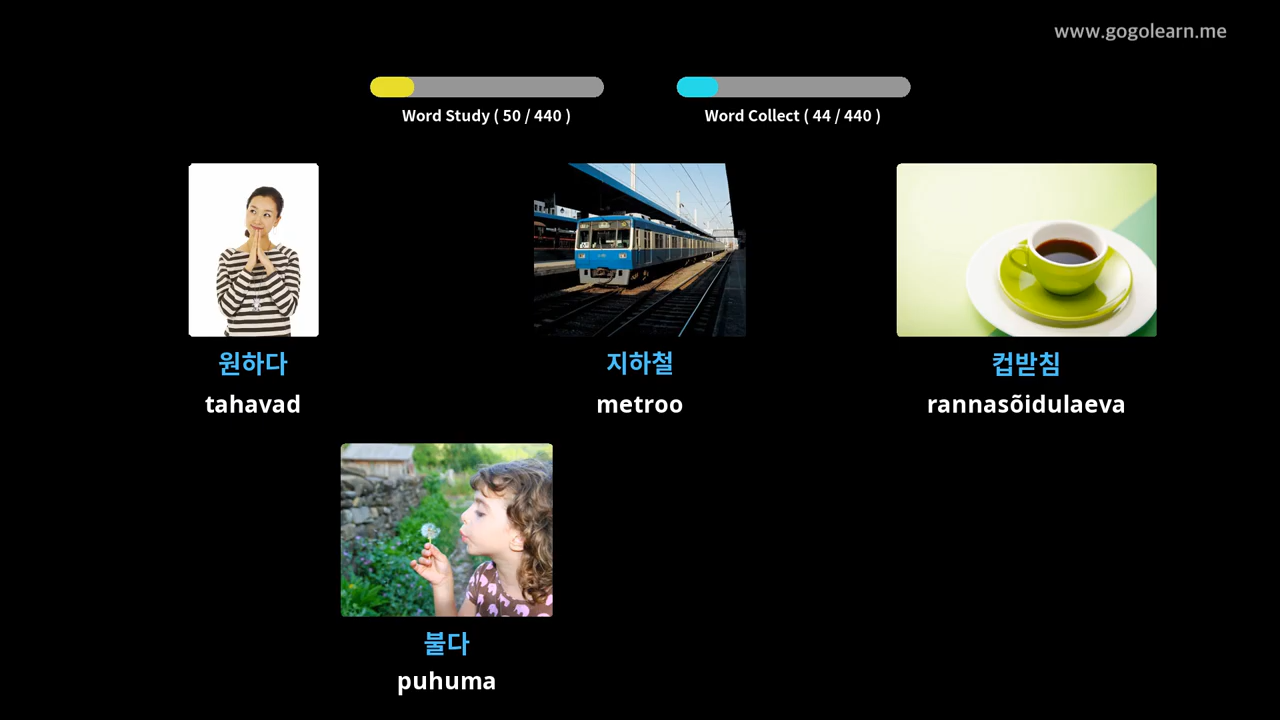 www.gogolearn.me
Word Study ( 50 / 440 )
Word Collect ( 44 / 440 )
원하다
지하철
컵받침
tahavad
metroo
rannasõidulaeva
불다
puhuma